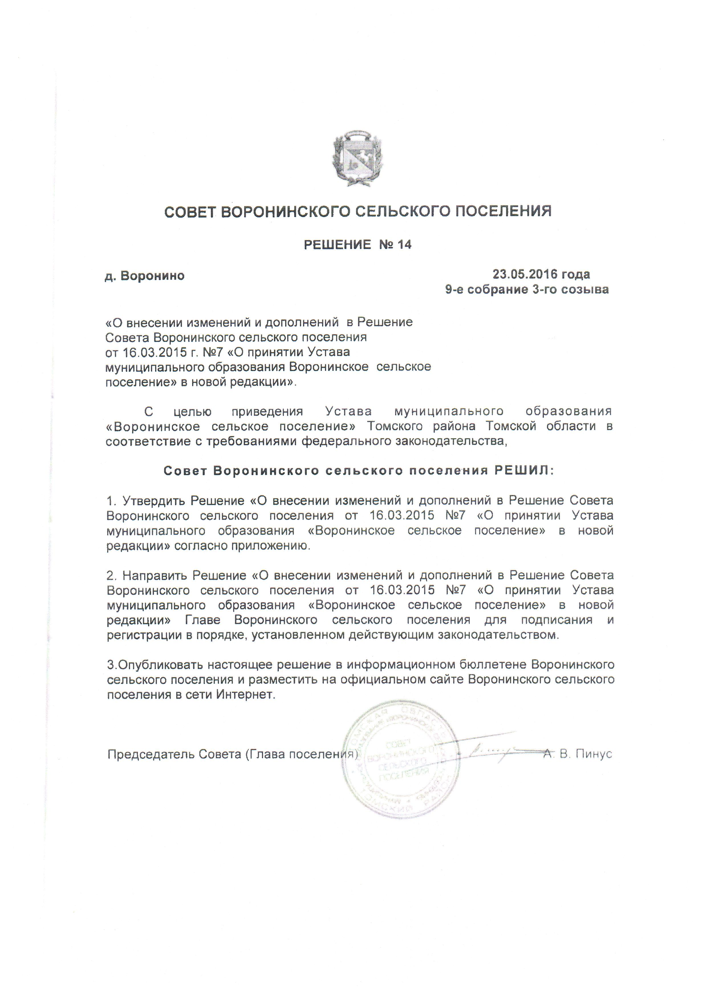 СОВЕТ ВОРОНИНСКОГО СЕЛЬСКОГО ПОСЕЛЕНИЯ
РЕШЕНИЕ № 14
д. Воронино 23.05.2016 года
9-е собрание 3-го созыва
«О внесении изменений и дополнений в Решение
Совета Воронинского сельского поселения
от 16.03.2015 г. №7 «О принятии Устава
муниципального образования Воронинское сельское
поселение» в новой редакции».
С целью приведения Устава муниципального образования
«Воронинское сельское поселение» Томского района Томской области в
соответствие с требованиями федерального законодательства,
Совет Воронинского сельского поселения РЕШИЛ:
1. Утвердить Решение «О внесении изменений и дополнений в Решение Совета
Воронинского сельского поселения от 16.03.2015 №7 «О принятии Устава
муниципального образования «Воронинское сельское поселение» в новой
редакции» согласно приложению.
2. Направить Решение «О внесении изменений и дополнений в Решение Совета
Воронинского сельского поселения от 16.03.2015 №7 «О принятии Устава
муниципального образования «Воронинское сельское поселение» в новой
редакции» Главе Воронинского сельского поселения для подписания и
регистрации в порядке, установленном действующим законодательством.
3.Опубликовать настоящее решение в информационном бюллетене Воронинского
сельского поселения и разместить на официальном сайте Воронинского сельского
поселения в сети Интернет.
Председатель Совета (Глава поселения) А. В. Пинус
ТОМСКАЯ ОБЛАСТЬ
СОВЕТ
ВОРОНИНСКОГО
СЕЛЬСКОГО
ПОСЕЛЕНИЯ
ТОМСКИЙ РАЙОН